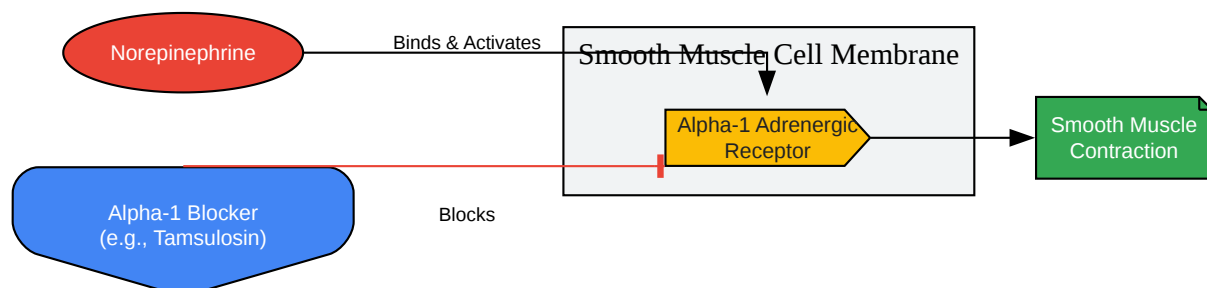 Norepinephrine
Binds & Activates
Smooth Muscle Cell Membrane
Alpha-1 Adrenergic
Receptor
Smooth Muscle
Contraction
Alpha-1 Blocker
(e.g., Tamsulosin)
Blocks